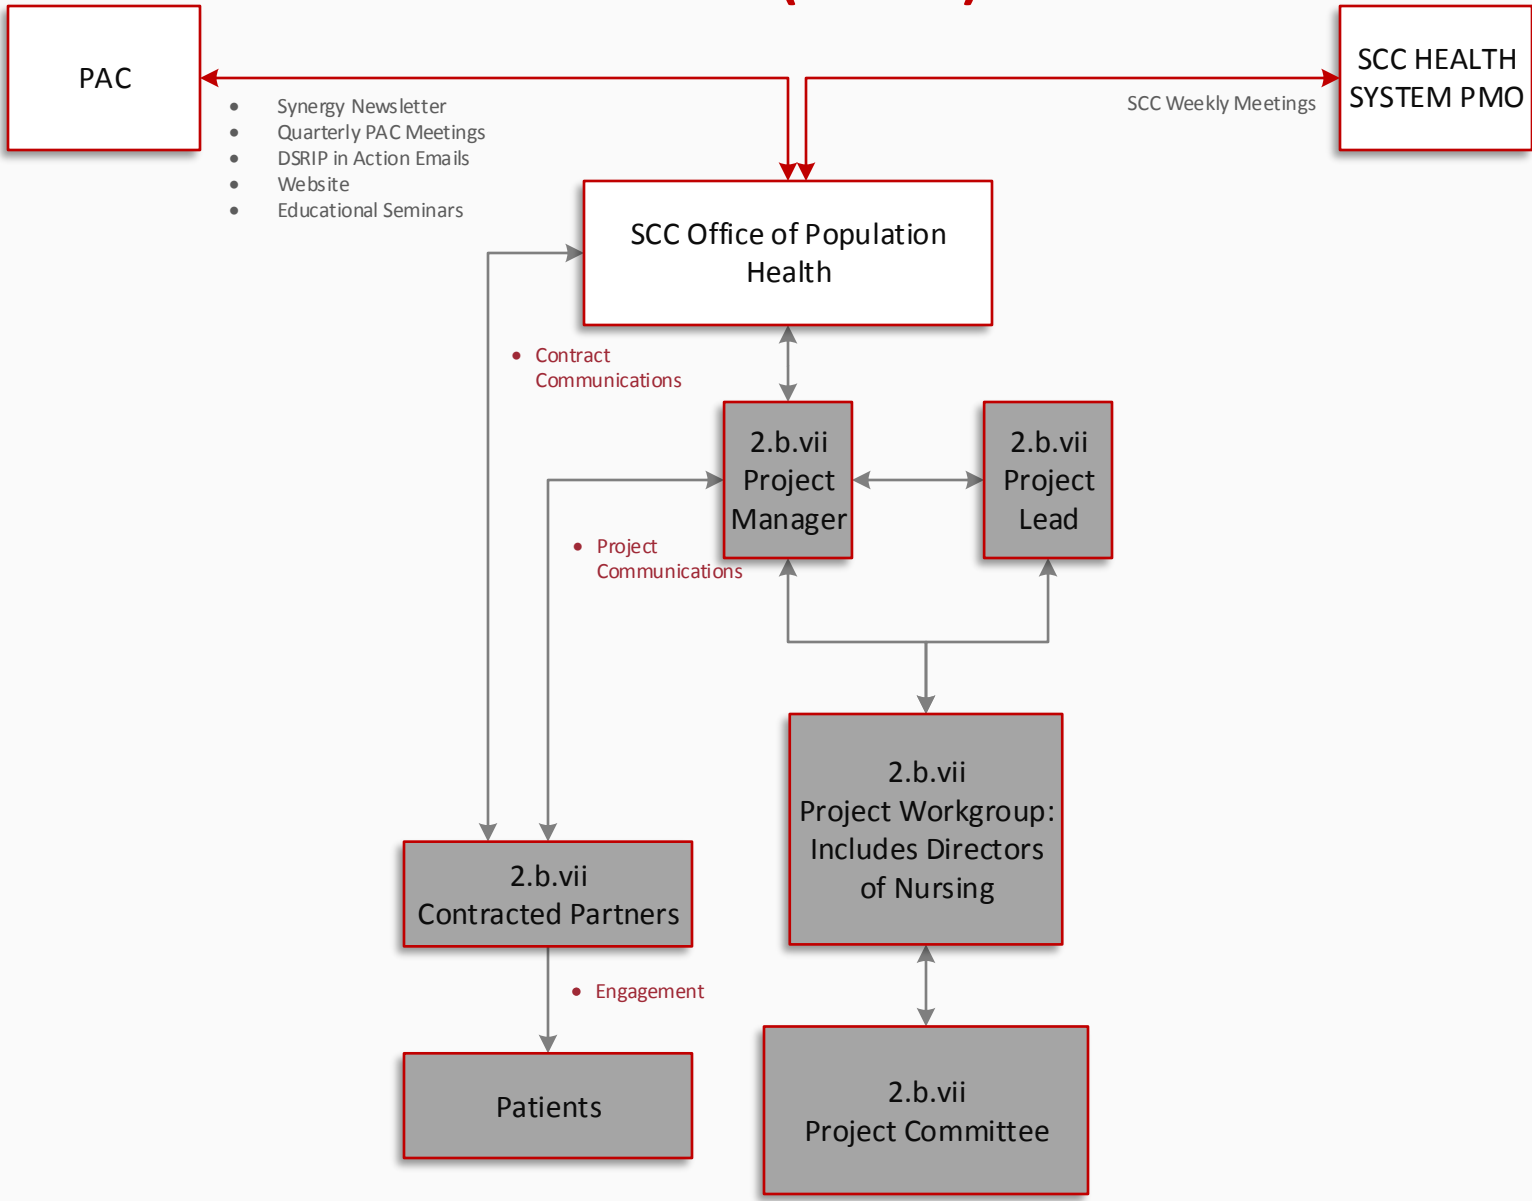 PAC
SCC HEALTH
SYSTEM PMO
• Synergy Newsletter
• Quarterly PAC Meetings
• DSRIP in Action Emails
• Website
• Educational Seminars
SCC Weekly Meetings
SCC Office of Population
Health
• Contract
Communications
2.b.vii
Project
Manager
2.b.vii
Project
Lead
• Project
Communications
2.b.vii
Project Workgroup:
Includes Directors
of Nursing
2.b.vii
Contracted Partners
• Engagement
Patients
2.b.vii
Project Committee